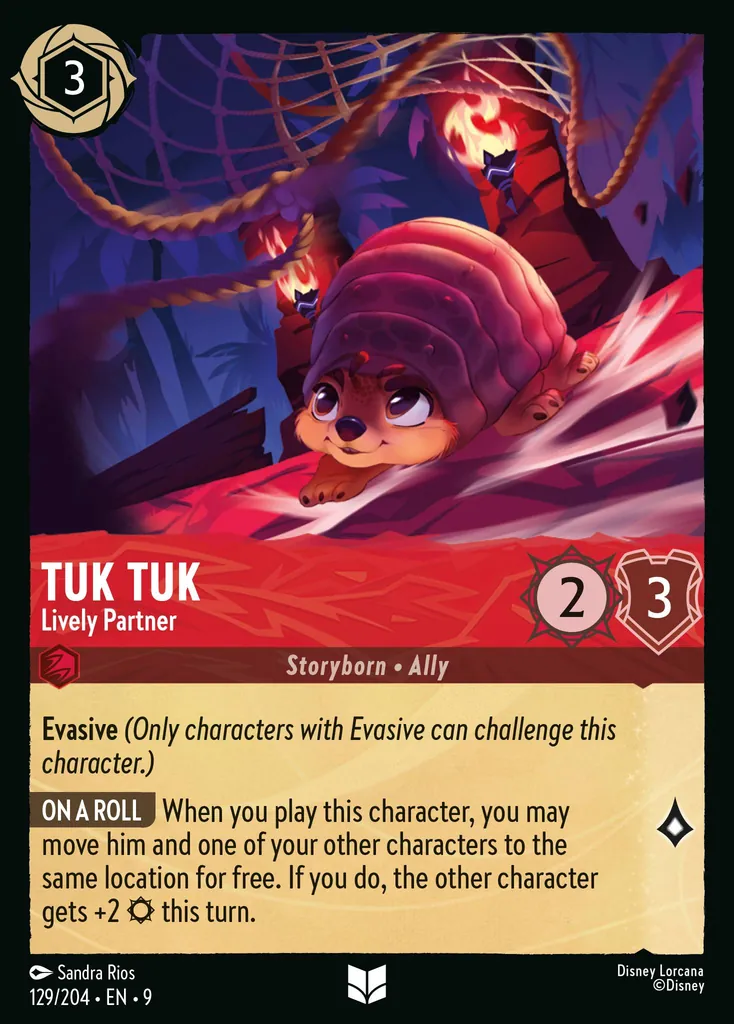 3
TUK TUK
Lively Partner
2
3
Storyborn • Ally
Evasive (Only characters with Evasive can challenge this
character.)
ON A ROLL When you play this character, you may
move him and one of your other characters to the
same location for free. If you do, the other character
gets +2 this turn.
Sandra Rios
129/204 • EN • 9
Disney Lorcana
©Disney